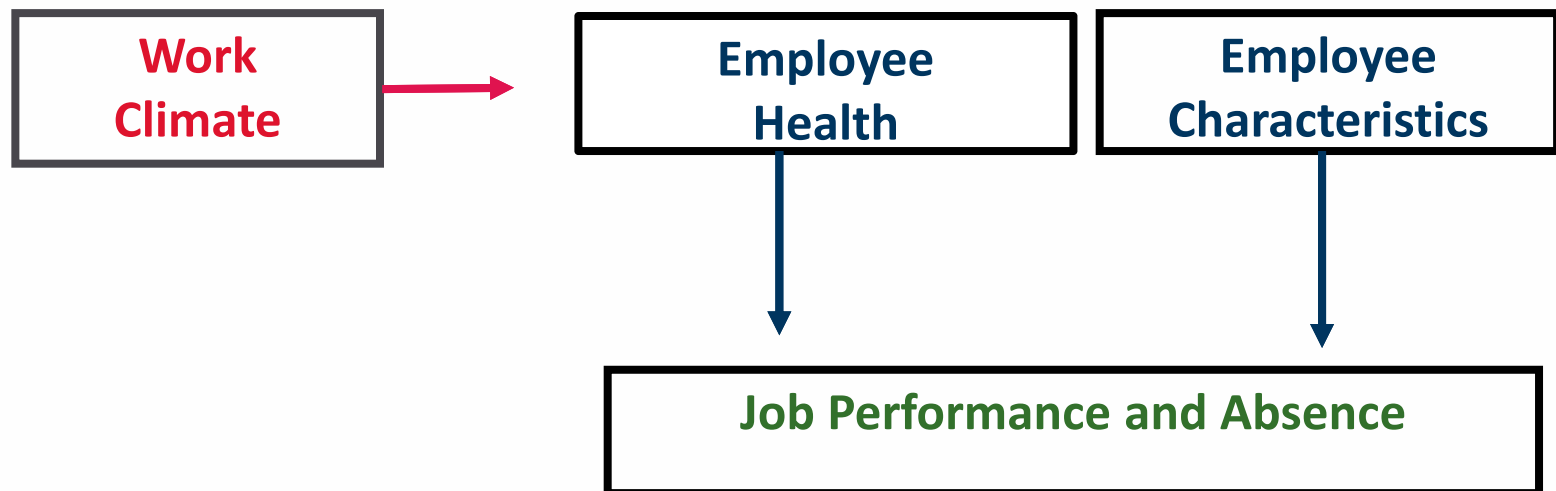 Work
Climate
Employee
Health
Employee
Characteristics
Job Performance and Absence